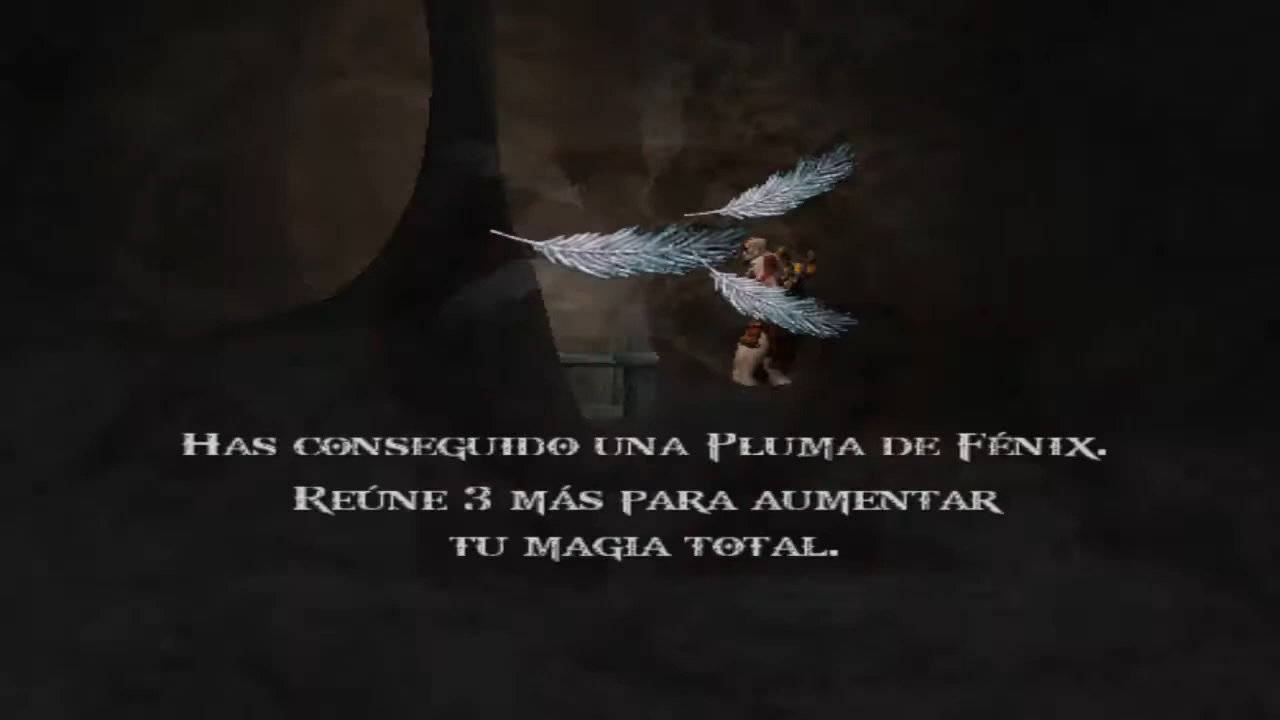 Has conseguido una Pluma de Fénix.
Reúne 3 más para aumentar
tu magia total.